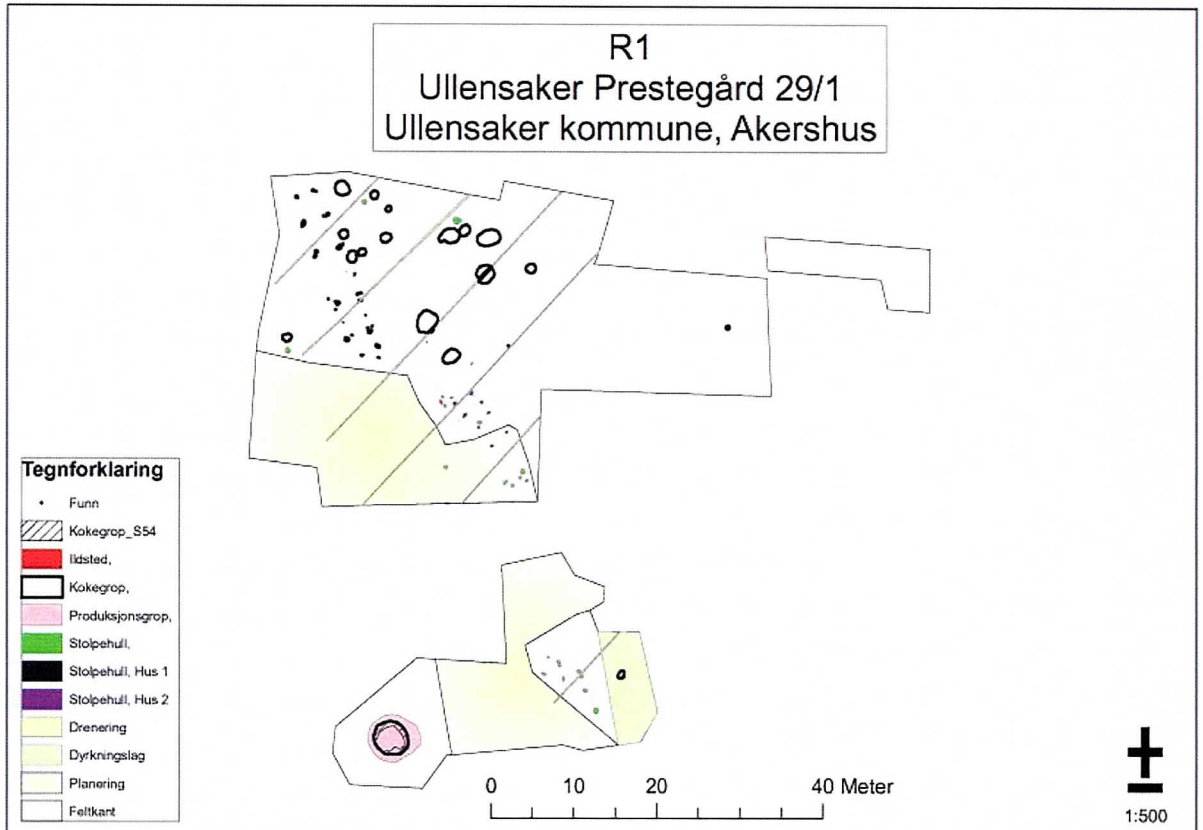 R1
Ullensaker Prestegård 29/1
Ullensaker kommune, Akershus
Tegnforklaring
Funn
Kokegrop_S54
Ildsted,
Kokegrop,
Produksjonsgrop,
Stolpehull,
Stolpehull, Hus 1
Stolpehull, Hus 2
Drenering
Dyrkningslag
Planering
Feltkant
0 10 20 40 Meter
1:500